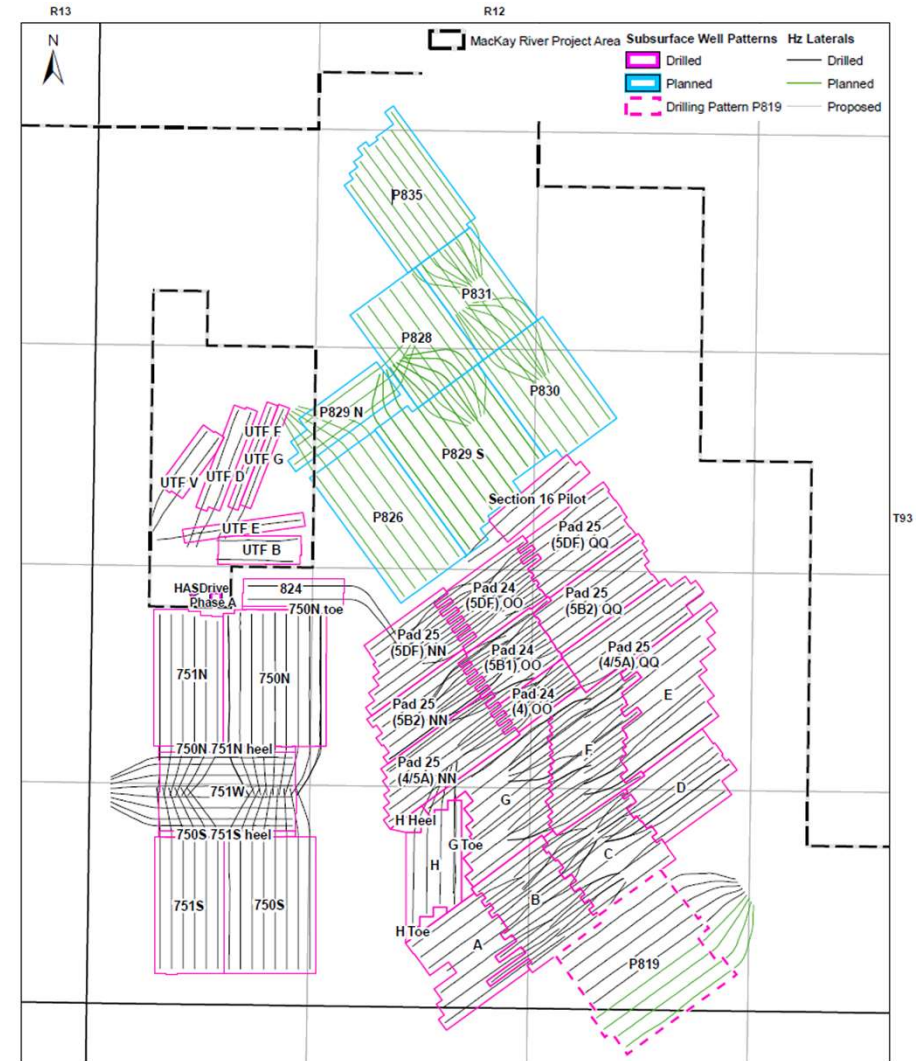 R13
R12
N
MacKay River Project Area
Subsurface Well Patterns
Drilled
Planned
Drilling Pattern P819
Hz Laterals
Drilled
Planned
Proposed
P835
P831
P828
P830
P829 N
P829 S
P826
UTF F
UTF G
UTF D
UTF V
UTF E
UTF B
T93
Section 16 Pilot
Pad 25
(5DF) QQ
HASDrive
Phase A
824
750N toe
Pad 24
(5DF) OO
Pad 25
(5B2) QQ
Pad 25
(5DF) NN
Pad 24
(5B1) OO
Pad 25
(4/5A) QQ
751N
750N
Pad 24
(4) OO
E
Pad 25
(5B2) NN
750N 751N heel
F
Pad 25
(4/5A) NN
751W
G
D
H Heel
750S 751S heel
G Toe
C
H
751S
750S
B
H Toe
A
P819